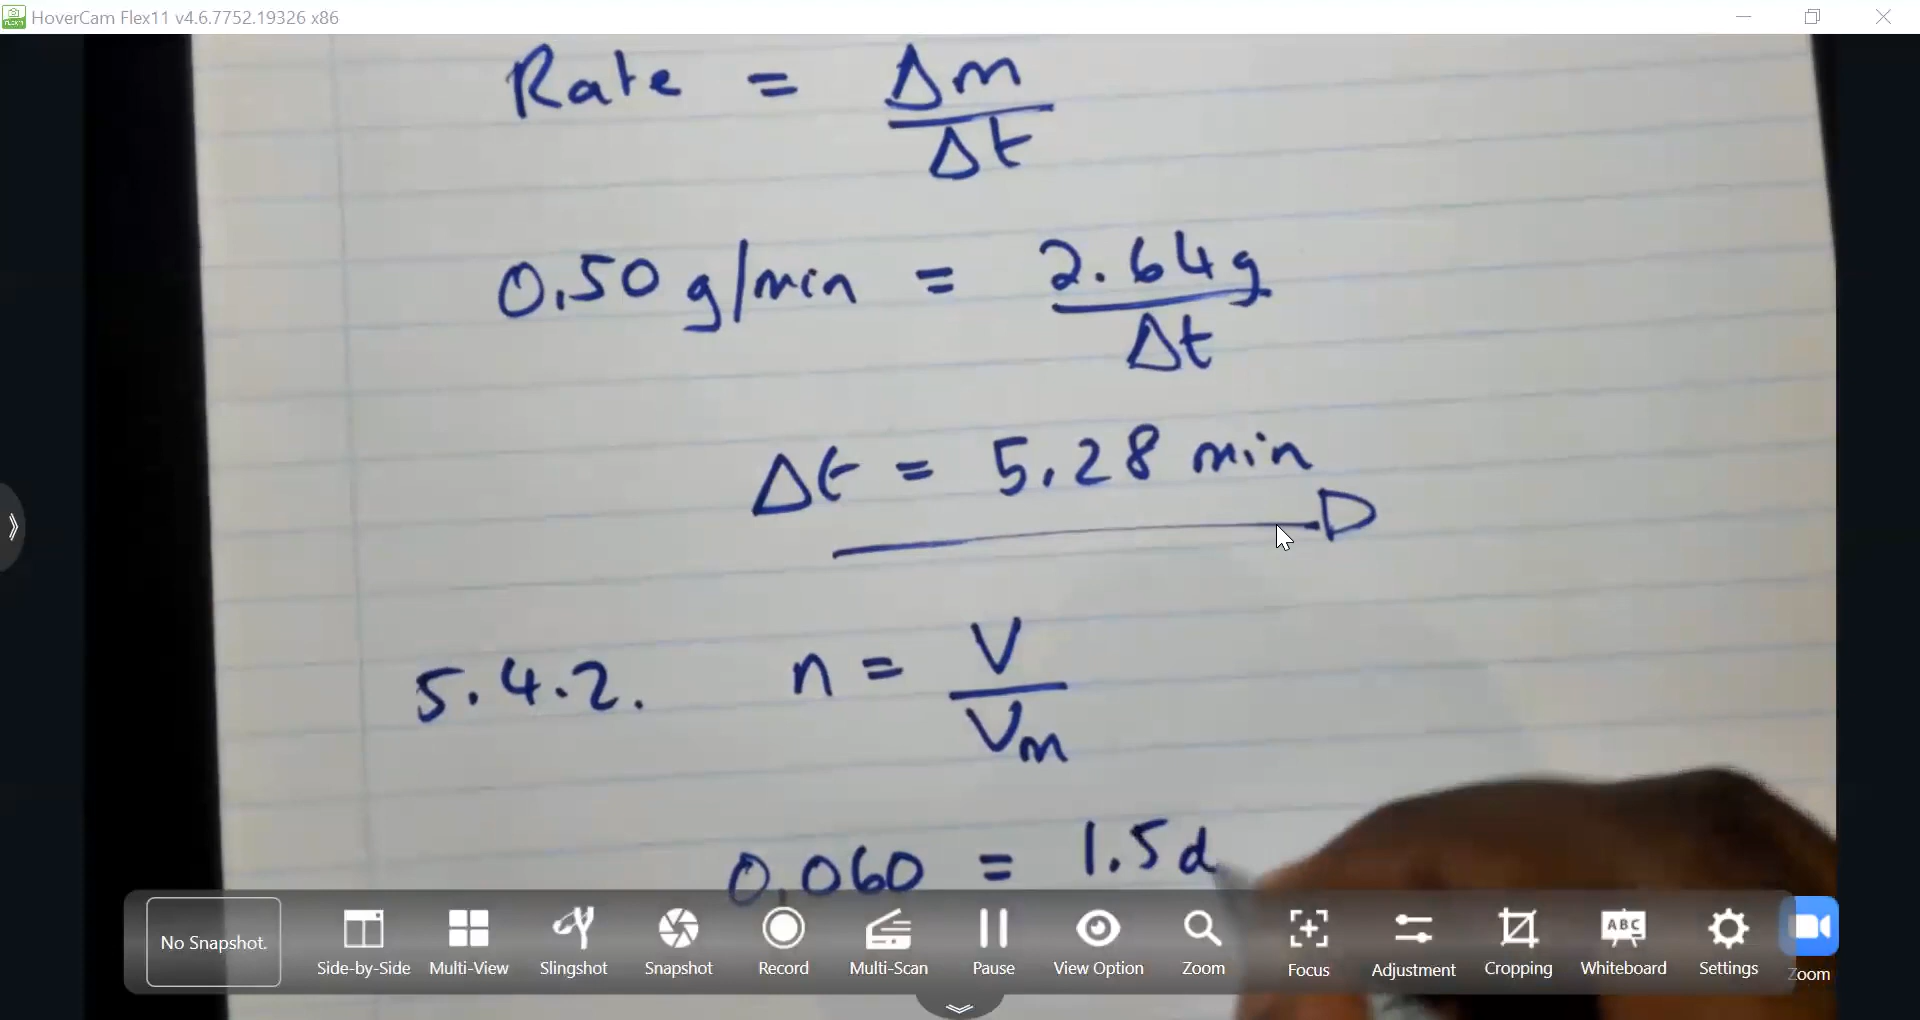 HoverCam Flex11 v4.6.7752.19326 x86
Rate = Δm
Δt
0.50 g/min = 2.64g
Δt
Δt = 5.28 min
5.4.2. n = V
Vm
0.060 = 1.5d
No Snapshot.
Side-by-Side Multi-View Slingshot Snapshot Record Multi-Scan Pause View Option Zoom Focus Adjustment Cropping ABC Whiteboard Settings Zoom